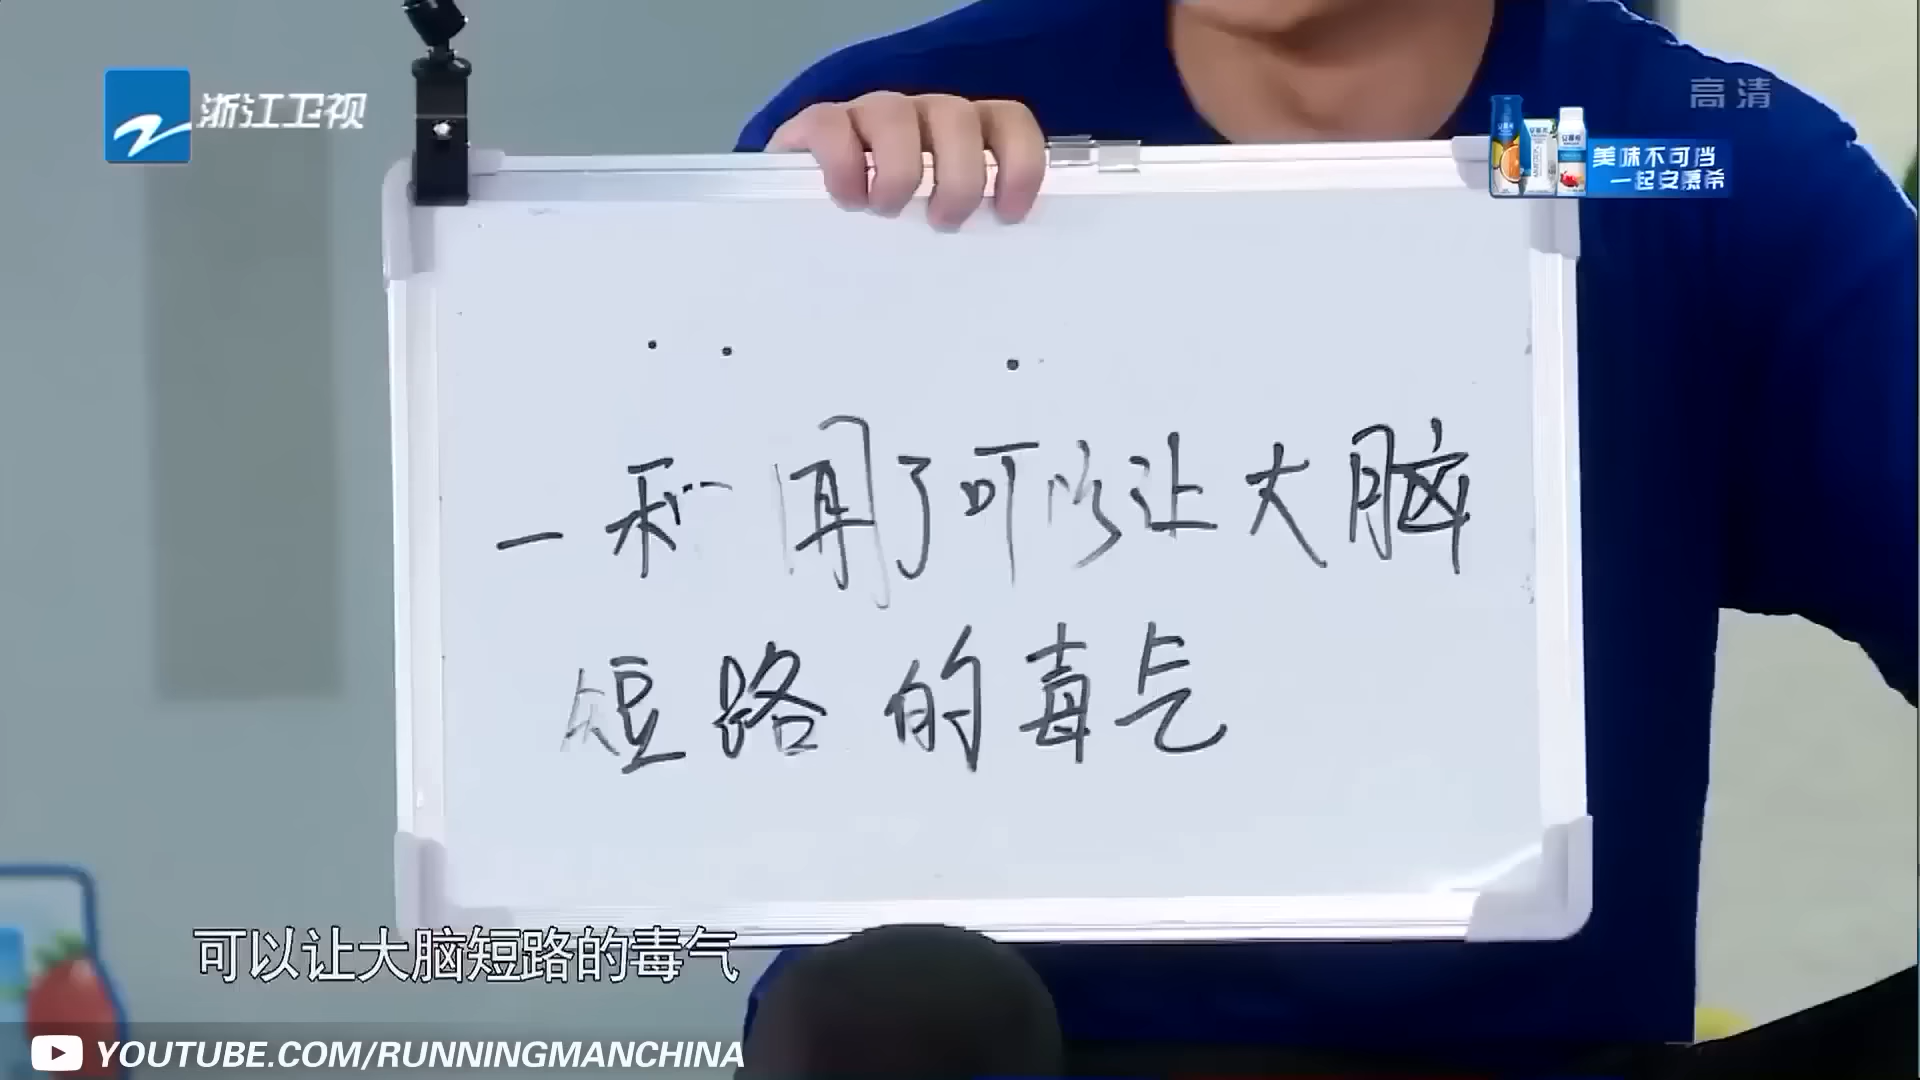 浙江卫视
高清
美味不可挡
一起安慕希
一种闻了可以让大脑
短路的毒气
可以让大脑短路的毒气
YOUTUBE.COM/RUNNINGMANCHINA